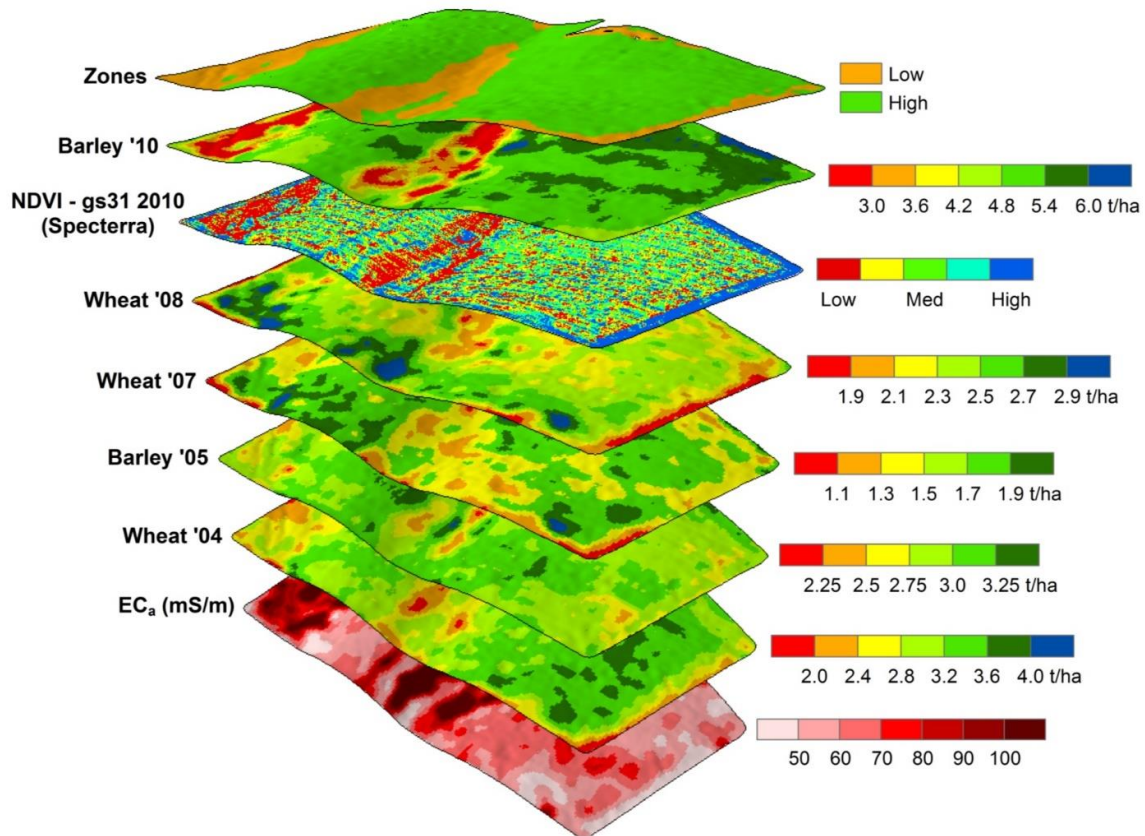 Zones
Low
High
Barley '10
3.0 3.6 4.2 4.8 5.4 6.0 t/ha
NDVI - gs31 2010
(Specterra)
Low Med High
Wheat '08
1.9 2.1 2.3 2.5 2.7 2.9 t/ha
Wheat '07
1.1 1.3 1.5 1.7 1.9 t/ha
Barley '05
2.25 2.5 2.75 3.0 3.25 t/ha
Wheat '04
2.0 2.4 2.8 3.2 3.6 4.0 t/ha
ECₐ (mS/m)
50 60 70 80 90 100